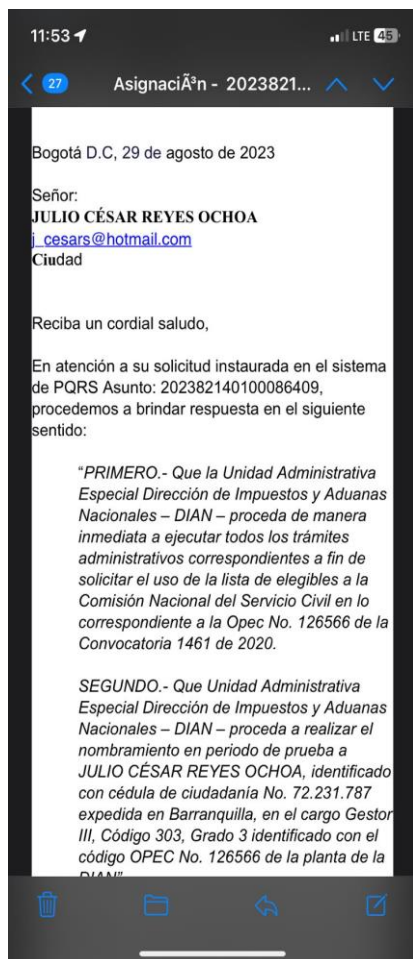 11:53
LTE 45
27
AsignaciÃ³n - 2023821...
Bogotá D.C, 29 de agosto de 2023
Señor:
JULIO CÉSAR REYES OCHOA
j_cesars@hotmail.com
Ciudad
Reciba un cordial saludo,
En atención a su solicitud instaurada en el sistema
de PQRS Asunto: 202382140100086409,
procedemos a brindar respuesta en el siguiente
sentido:
“PRIMERO.- Que la Unidad Administrativa
Especial Dirección de Impuestos y Aduanas
Nacionales – DIAN – proceda de manera
inmediata a ejecutar todos los trámites
administrativos correspondientes a fin de
solicitar el uso de la lista de elegibles a la
Comisión Nacional del Servicio Civil en lo
correspondiente a la Opec No. 126566 de la
Convocatoria 1461 de 2020.
SEGUNDO.- Que Unidad Administrativa
Especial Dirección de Impuestos y Aduanas
Nacionales – DIAN – proceda a realizar el
nombramiento en periodo de prueba a
JULIO CÉSAR REYES OCHOA, identificado
con cédula de ciudadanía No. 72.231.787
expedida en Barranquilla, en el cargo Gestor
III, Código 303, Grado 3 identificado con el
código OPEC No. 126566 de la planta de la
DIAN”